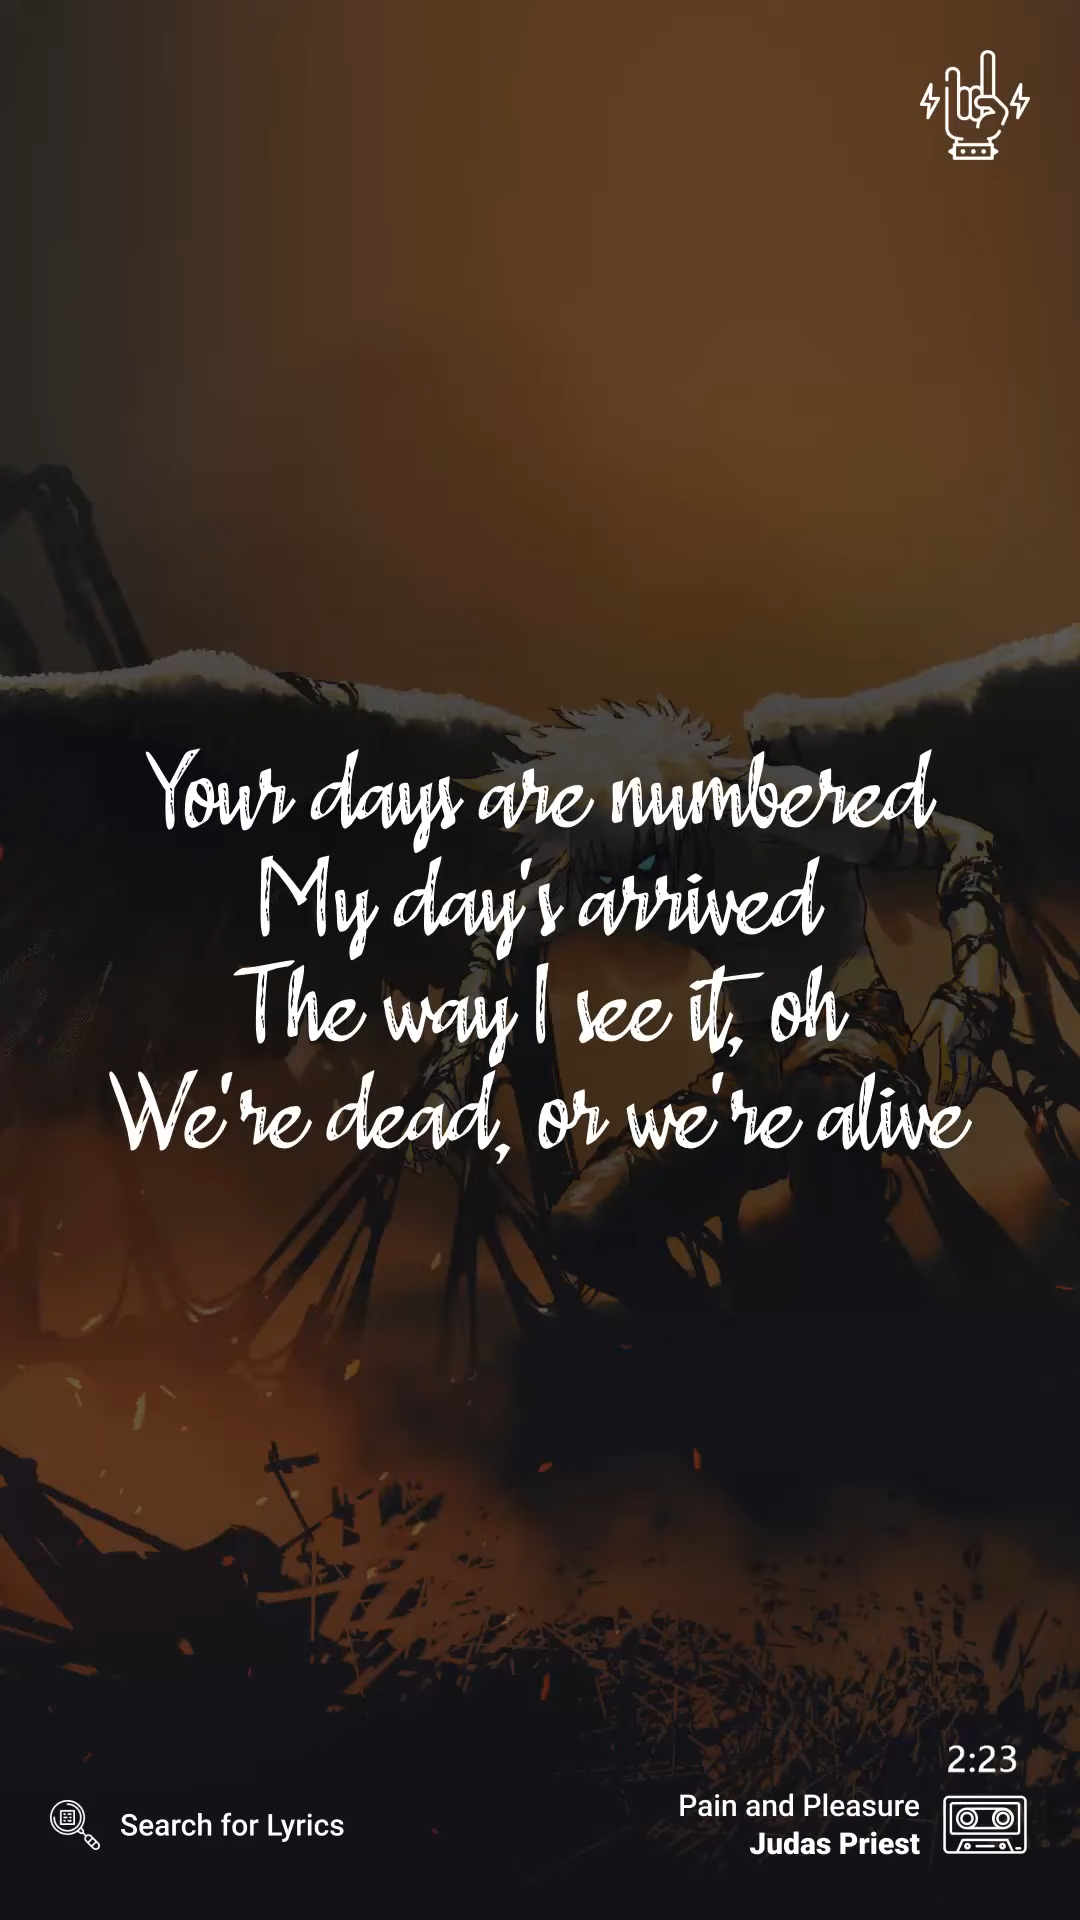 Your days are numbered
My day's arrived
The way I see it, oh
We're dead, or we're alive
2:23
Search for Lyrics
Pain and Pleasure
Judas Priest